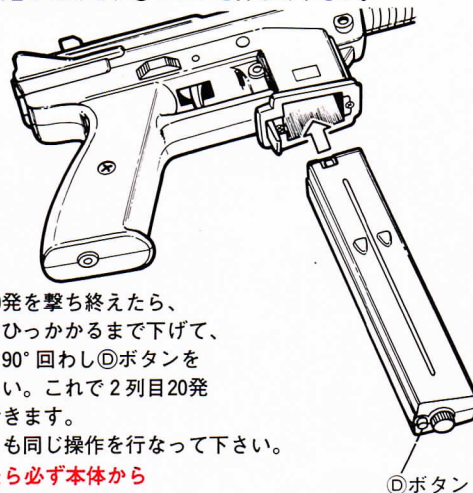 発を撃ち終えたら、
ひっかかるまで下げて、
90°回わしⒹボタンを
い。これで2列目20発
きます。
も同じ操作を行なって下さい。
ら必ず本体から
Ⓓボタン